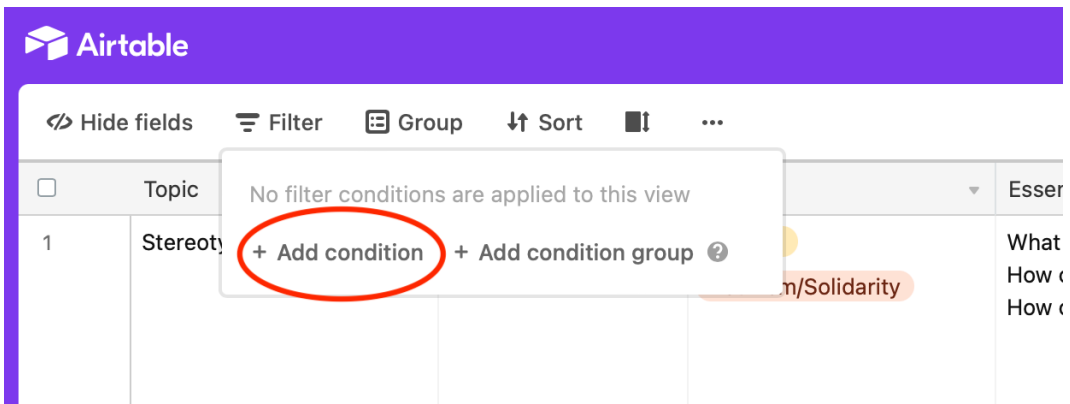 Airtable
Hide fields Filter Group Sort
Topic
No filter conditions are applied to this view
+ Add condition + Add condition group ?
1
/Solidarity
What
How
How